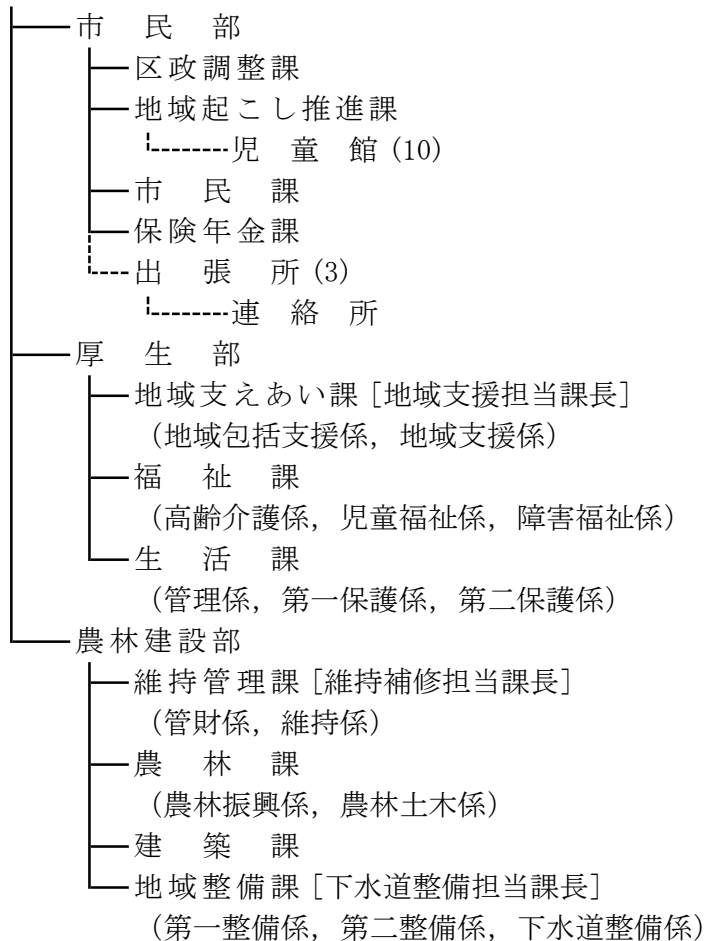 市民部
区政調整課
地域起こし推進課
児童館(10)
市民課
保険年金課
出張所(3)
連絡所
厚生部
地域支えあい課[地域支援担当課長]
(地域包括支援係,地域支援係)
福祉課
(高齢介護係,児童福祉係,障害福祉係)
生活課
(管理係,第一保護係,第二保護係)
農林建設部
維持管理課[維持補修担当課長]
(管財係,維持係)
農林課
(農林振興係,農林土木係)
建築課
地域整備課[下水道整備担当課長]
(第一整備係,第二整備係,下水道整備係)